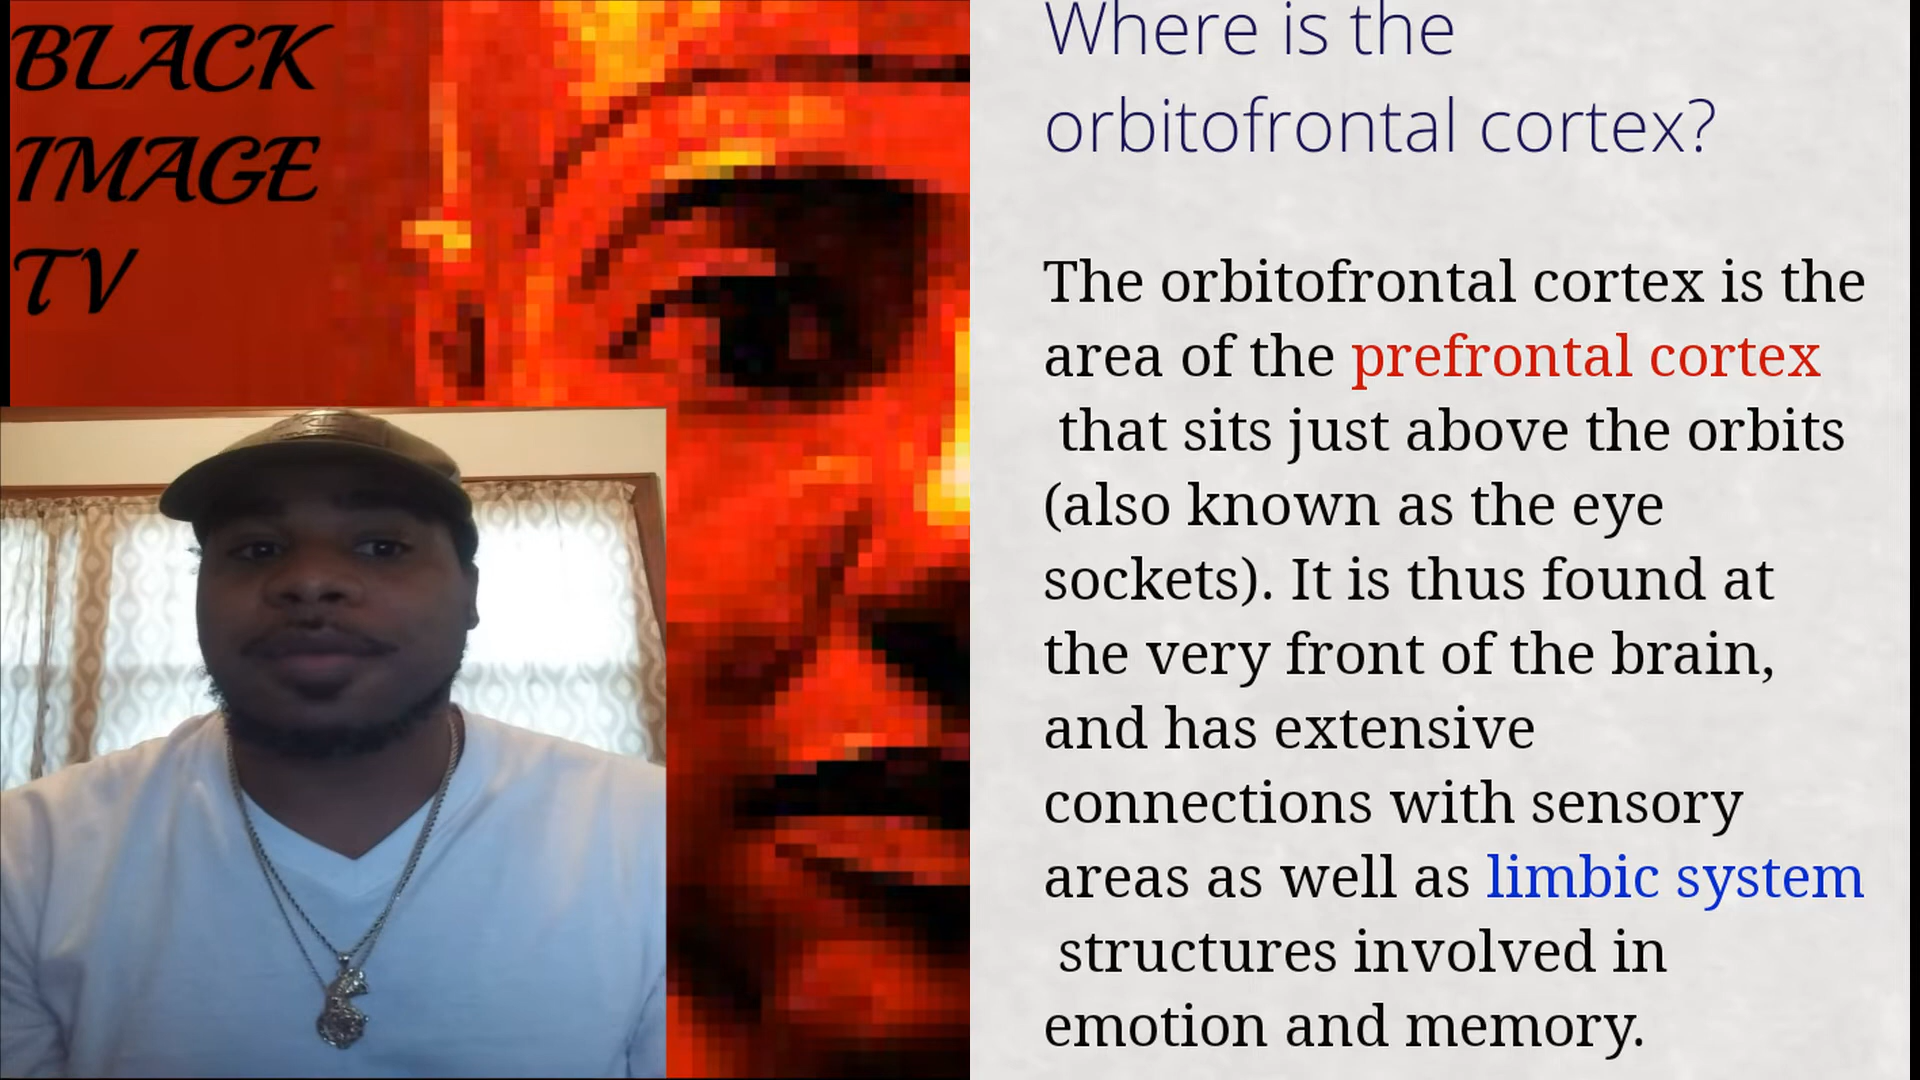 BLACK
IMAGE
TV
Where is the
orbitofrontal cortex?
The orbitofrontal cortex is the
area of the prefrontal cortex
that sits just above the orbits
(also known as the eye
sockets). It is thus found at
the very front of the brain,
and has extensive
connections with sensory
areas as well as limbic system
structures involved in
emotion and memory.